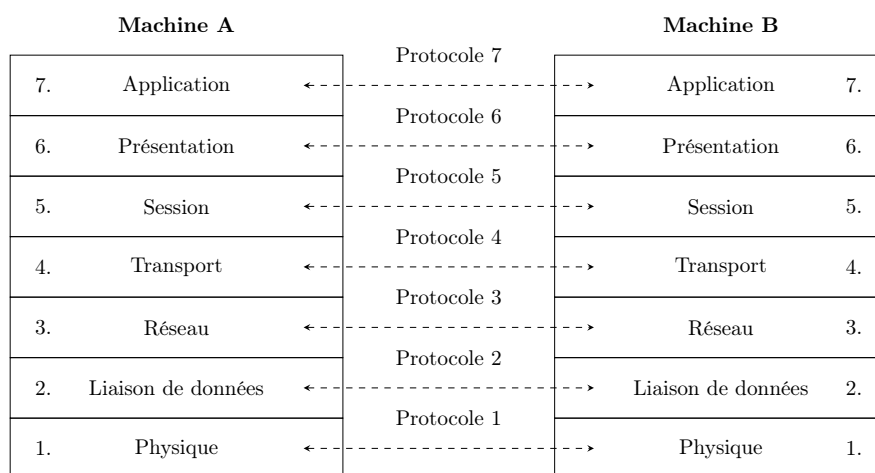 Machine A Machine B
Protocole 7
7. Application Application 7.
Protocole 6
6. Présentation Présentation 6.
Protocole 5
5. Session Session 5.
Protocole 4
4. Transport Transport 4.
Protocole 3
3. Réseau Réseau 3.
Protocole 2
2. Liaison de données Liaison de données 2.
Protocole 1
1. Physique Physique 1.